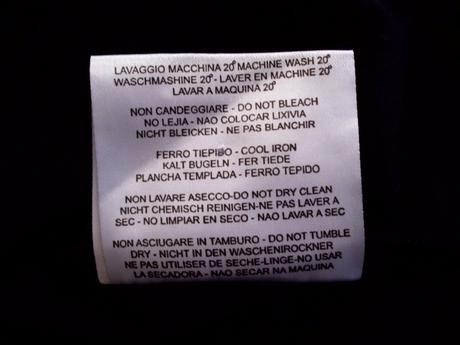 LAVAGGIO MACCHINA 20° MACHINE WASH 20°
WASCHMASHINE 20°- LAVER EN MACHINE 20°
LAVAR A MAQUINA 20°
NON CANDEGGIARE - DO NOT BLEACH
NO LEJIA - NAO COLOCAR LIXIVIA
NICHT BLEICKEN - NE PAS BLANCHIR
FERRO TIEPIDO - COOL IRON
KALT BUGELN - FER TIEDE
PLANCHA TEMPLADA - FERRO TEPIDO
NON LAVARE ASECCO-DO NOT DRY CLEAN
NICHT CHEMISCH REINIGEN-NE PAS LAVER A
SEC - NO LIMPIAR EN SECO - NAO LAVAR A SEC
NON ASCIUGARE IN TAMBURO - DO NOT TUMBLE
DRY - NICHT IN DEN WASCHENIROCKNER
NE PAS UTILISER DE SECHE-LINGE-NO USAR
LA SECADORA - NAO SECAR NA MAQUINA